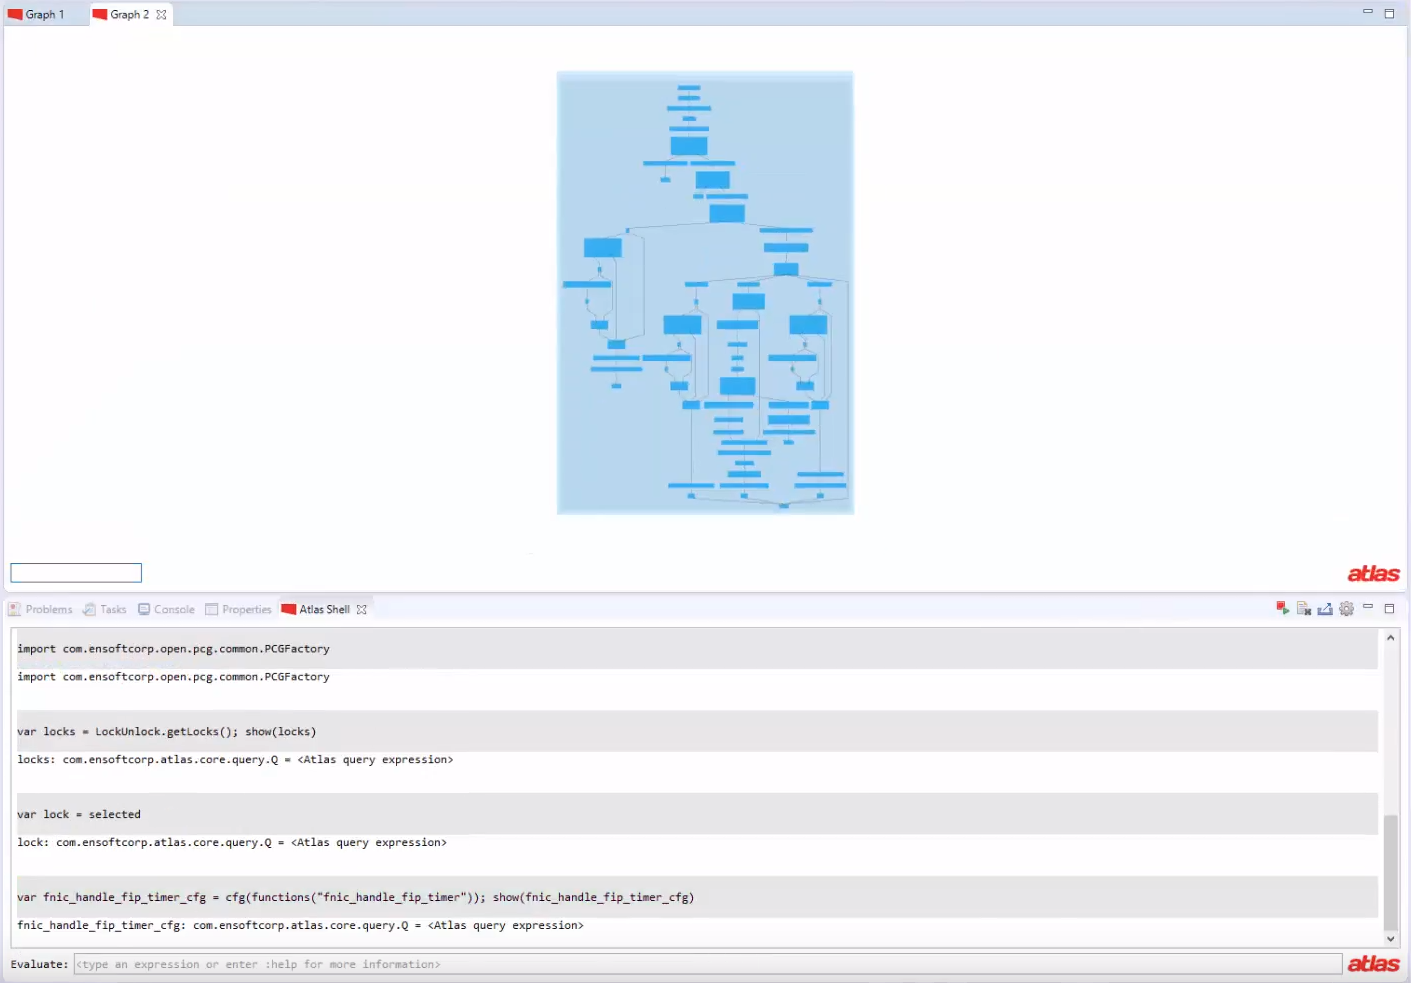 Graph 1 Graph 2
atlas
Problems Tasks Console Properties Atlas Shell
import com.ensoftcorp.open.pcg.common.PCGFactory
import com.ensoftcorp.open.pcg.common.PCGFactory
var locks = LockUnlock.getLocks(); show(locks)
locks: com.ensoftcorp.atlas.core.query.Q = <Atlas query expression>
var lock = selected
lock: com.ensoftcorp.atlas.core.query.Q = <Atlas query expression>
var fnic_handle_fip_timer_cfg = cfg(functions("fnic_handle_fip_timer")); show(fnic_handle_fip_timer_cfg)
fnic_handle_fip_timer_cfg: com.ensoftcorp.atlas.core.query.Q = <Atlas query expression>
Evaluate: <type an expression or enter :help for more information> atlas